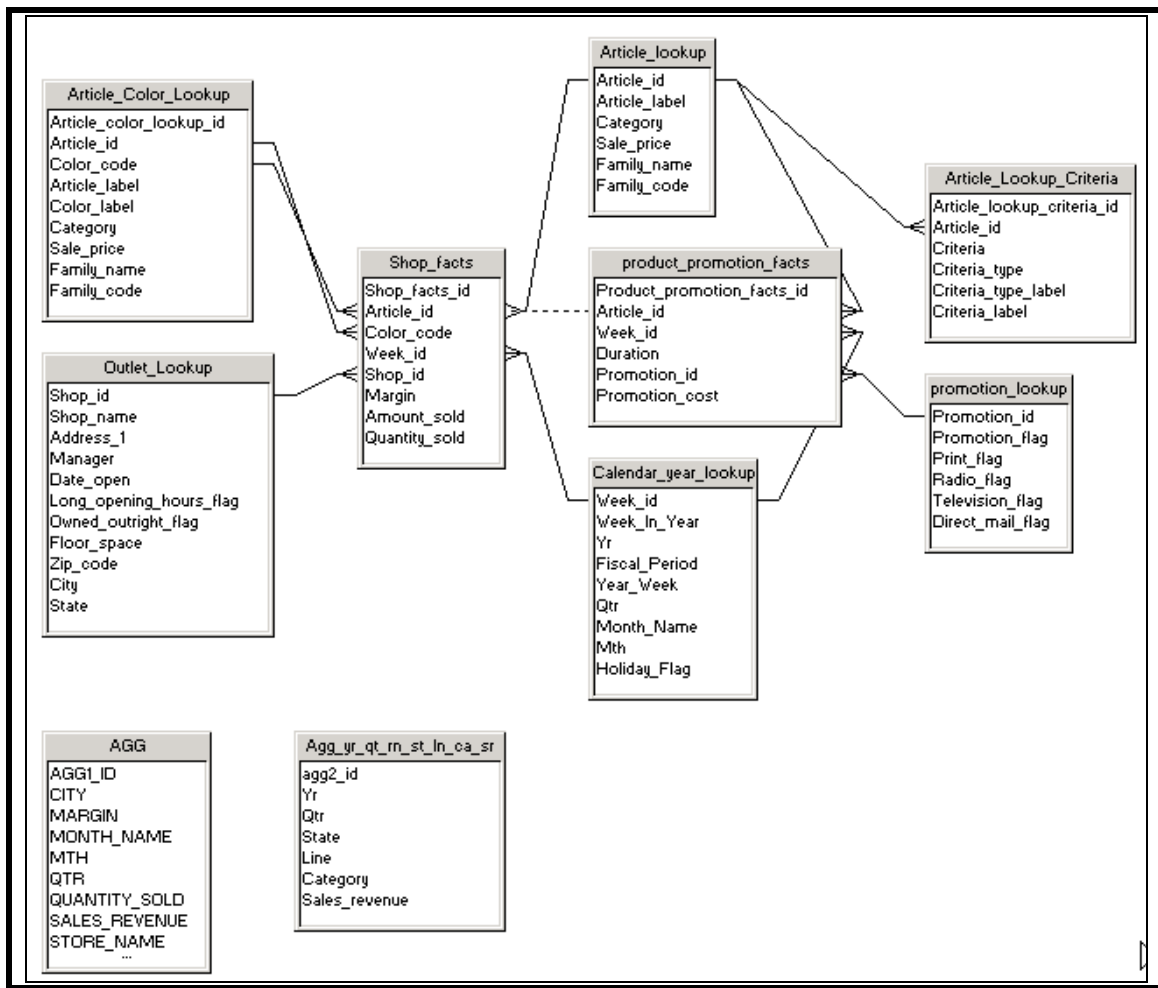 Article_Color_Lookup
Article_color_lookup_id
Article_id
Color_code
Article_label
Color_label
Category
Sale_price
Family_name
Family_code
Outlet_Lookup
Shop_id
Shop_name
Address_1
Manager
Date_open
Long_opening_hours_flag
Owned_outright_flag
Floor_space
Zip_code
City
State
Shop_facts
Shop_facts_id
Article_id
Color_code
Week_id
Shop_id
Margin
Amount_sold
Quantity_sold
Article_lookup
Article_id
Article_label
Category
Sale_price
Family_name
Family_code
product_promotion_facts
Product_promotion_facts_id
Article_id
Week_id
Duration
Promotion_id
Promotion_cost
Calendar_year_lookup
Week_id
Week_In_Year
Yr
Fiscal_Period
Year_Week
Qtr
Month_Name
Mth
Holiday_Flag
Article_Lookup_Criteria
Article_lookup_criteria_id
Article_id
Criteria
Criteria_type
Criteria_type_label
Criteria_label
promotion_lookup
Promotion_id
Promotion_flag
Print_flag
Radio_flag
Television_flag
Direct_mail_flag
AGG
AGG1_ID
CITY
MARGIN
MONTH_NAME
MTH
QTR
QUANTITY_SOLD
SALES_REVENUE
STORE_NAME
...
Agg_yr_qt_rn_st_ln_ca_sr
agg2_id
Yr
Qtr
State
Line
Category
Sales_revenue